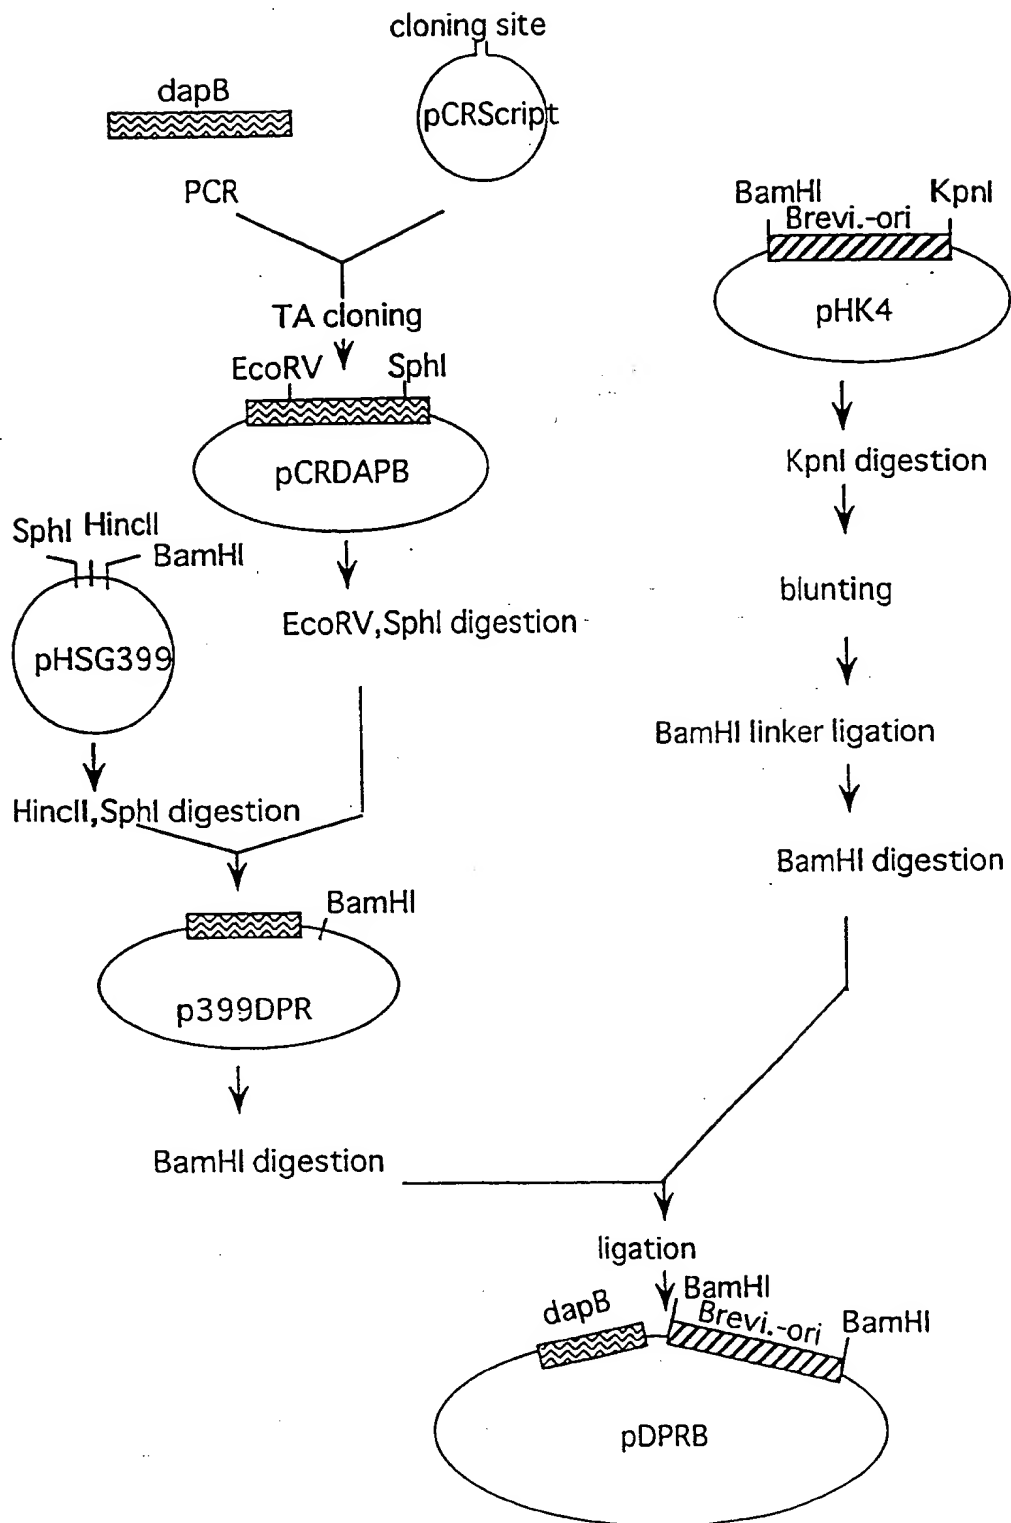 cloning site
dapB
pCRScript
PCR
TA cloning
EcoRV
SphI
pCRDAPB
EcoRV,SphI digestion
SphI
HincII
BamHI
pHSG399
HincII,SphI digestion
BamHI
p399DPR
BamHI digestion
BamHI
KpnI
Brevi.-ori
pHK4
KpnI digestion
blunting
BamHI linker ligation
BamHI digestion
ligation
dapB
BamHI
Brevi.-ori
BamHI
pDPRB